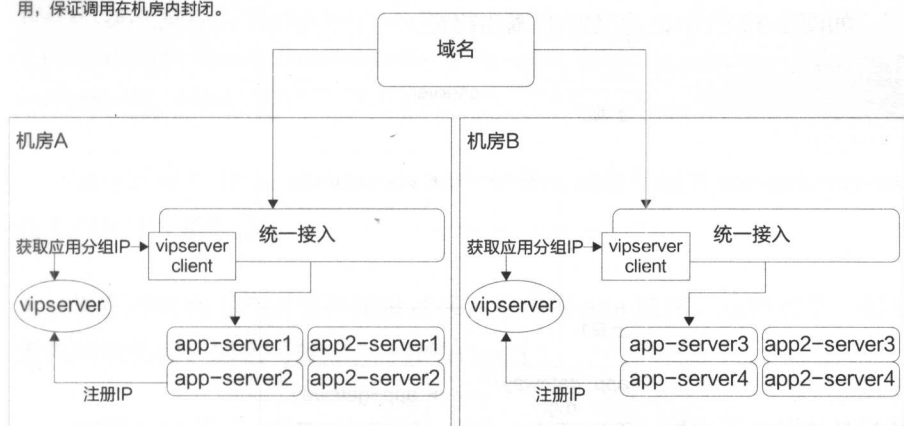 用，保证调用在机房内封闭。
域名
机房A
统一接入
获取应用分组IP
vipserver
client
vipserver
app-server1
app2-server1
app-server2
app2-server2
注册IP
机房B
统一接入
获取应用分组IP
vipserver
client
vipserver
app-server3
app2-server3
app-server4
app2-server4
注册IP